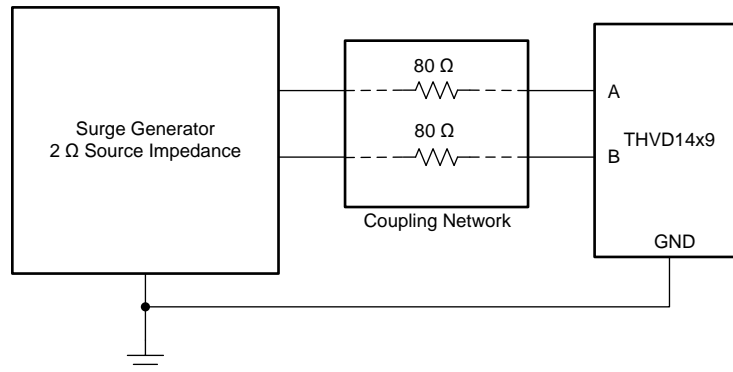 Surge Generator
2 Ω Source Impedance
80 Ω
80 Ω
Coupling Network
A
B
THVD14x9
GND